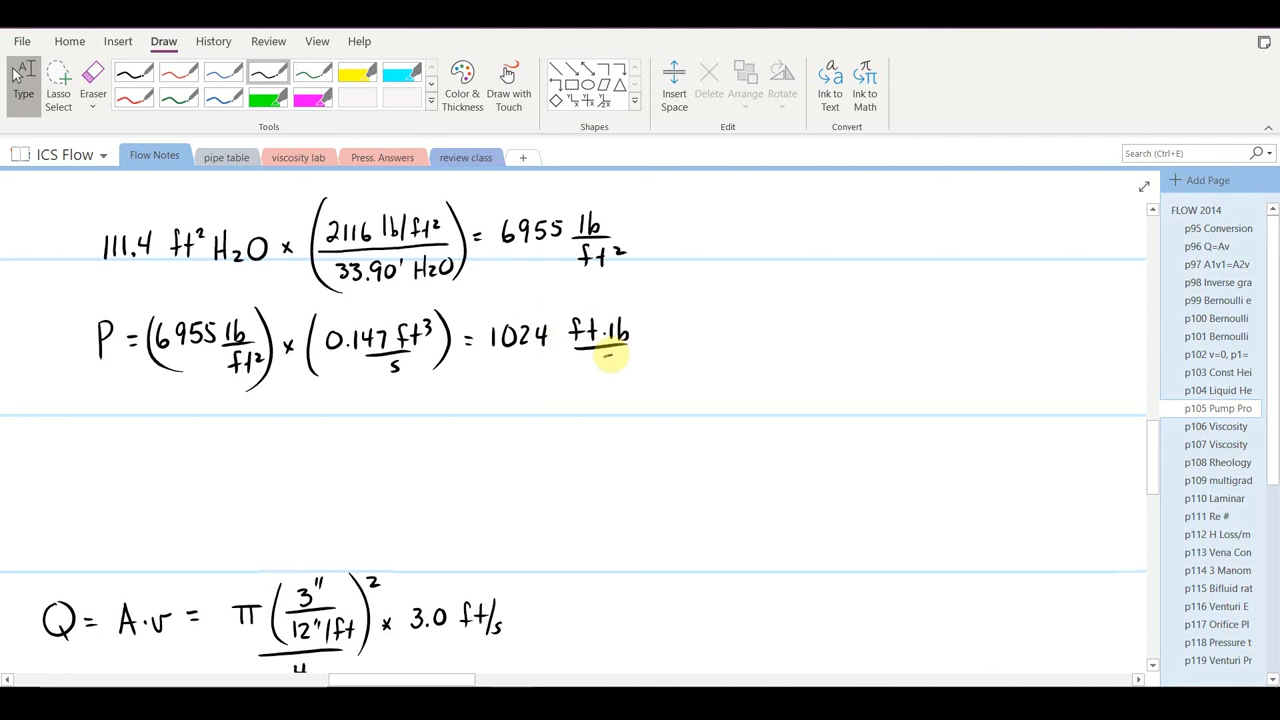 File Home Insert Draw History Review View Help
Type
Lasso Select
Eraser
Color & Thickness
Draw with Touch
Insert Space
Delete
Arrange
Rotate
Ink to Text
Ink to Math
Tools
Shapes
Edit
Convert
ICS Flow
Flow Notes
pipe table
viscosity lab
Press. Answers
review class
Search (Ctrl+E)
Add Page
FLOW 2014
p95 Conversion
p96 Q=Av
p97 A1v1=A2v
p98 Inverse gra
p99 Bernoulli e
p100 Bernoulli
p101 Bernoulli
p102 v=0, p1=
p103 Const Hei
p104 Liquid He
p105 Pump Pro
p106 Viscosity
p107 Viscosity
p108 Rheology
p109 multigrad
p110 Laminar
p111 Re #
p112 H Loss/m
p113 Vena Con
p114 3 Manom
p115 Bifluid rat
p116 Venturi E
p117 Orifice Pl
p118 Pressure t
p119 Venturi Pr
111.4 ft² H₂O × (2116 lb/ft² / 33.90' H₂O) = 6955 lb/ft²
P = (6955 lb/ft²) × (0.147 ft³/s) = 1024 ft·lb
Q = A·v = π (3" / 12"/ft)² / 4 × 3.0 ft/s